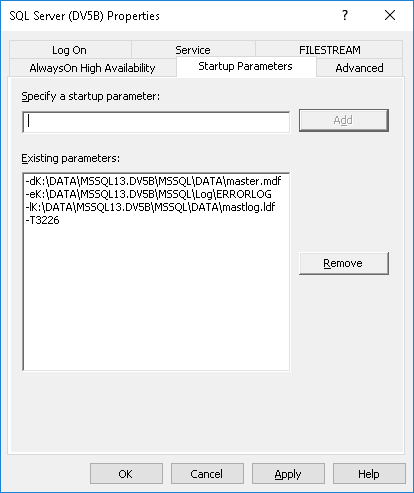 SQL Server (DV5B) Properties ? ×
Log On Service FILESTREAM
AlwaysOn High Availability Startup Parameters Advanced
Specify a startup parameter:
Add
Existing parameters:
-dK:\DATA\MSSQL13.DV5B\MSSQL\DATA\master.mdf
-eK:\DATA\MSSQL13.DV5B\MSSQL\Log\ERRORLOG
-lK:\DATA\MSSQL13.DV5B\MSSQL\DATA\mastlog.ldf
-T3226
Remove
OK Cancel Apply Help